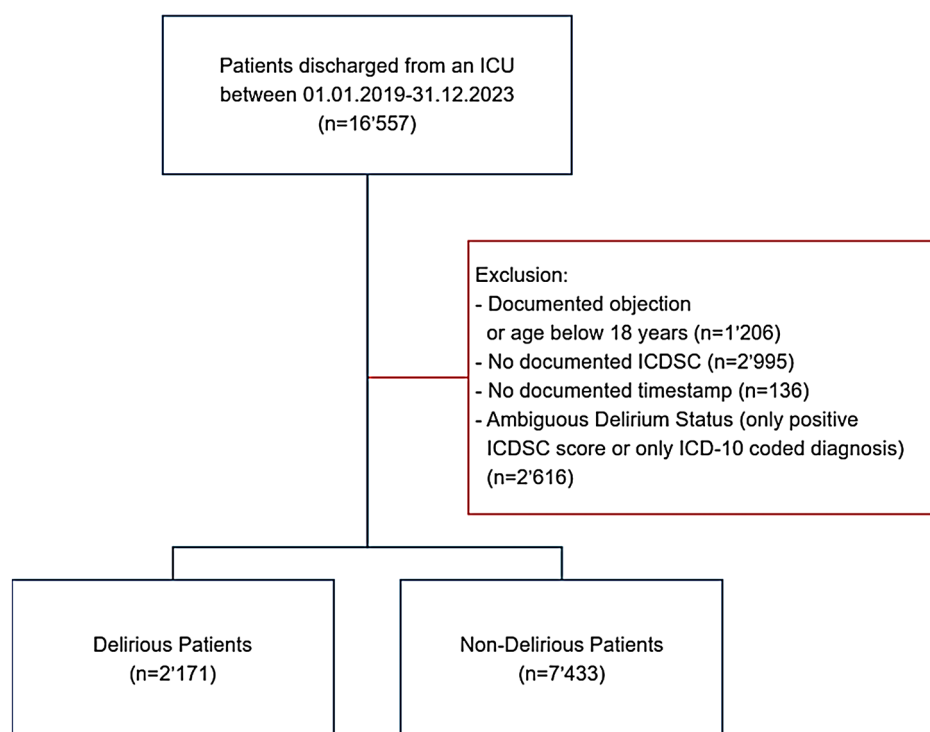 Patients discharged from an ICU
between 01.01.2019-31.12.2023
(n=16'557)
Exclusion:
- Documented objection
or age below 18 years (n=1'206)
- No documented ICDSC (n=2'995)
- No documented timestamp (n=136)
- Ambiguous Delirium Status (only positive
ICDSC score or only ICD-10 coded diagnosis)
(n=2'616)
Delirious Patients
(n=2'171)
Non-Delirious Patients
(n=7'433)